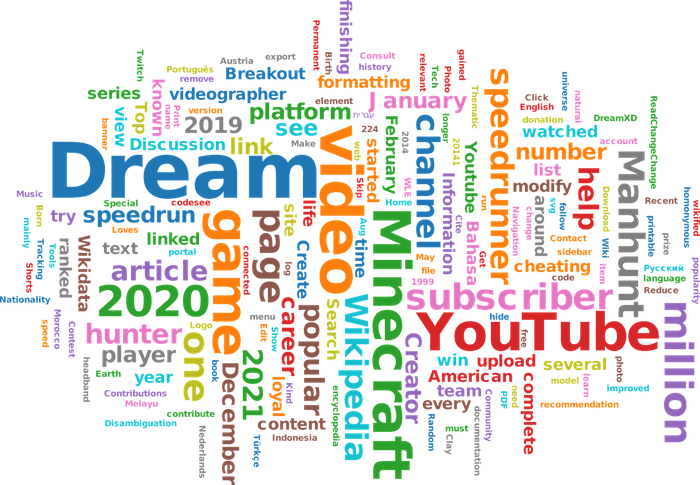 finishing
Permanent
Birth
Consult
history
Twitch
Português
remove
Austria
export
Breakout
formatting
relevant
Tech
Photo
gained
Thematic
speedrunner
Click
English
universe
natural
series
known
name
Print
videographer
version
element
January
donation
watched
DreamXD
ReadChangeChange
banner
view
Top
2019
platform
see
עברית
224
2014
channel
longer
number
account
Discussion
link
Make
video
web
started
February
20141
Youtube
list
Manhunt
Dream
Skip
WLE
Home
Information
run
modify
help
Recent
Music
Born
mainly
try
Special
speedrun
codesee
Loves
life
site
game
page
Aug
time
Minecraft
Cite
Bahasa
Navigation
change
around
svg
follow
Download
Wiki
printable
homonymous
wikified
Contact
sidebar
prize
Tracking
Tools
ranked
Wikidata
text
linked
portal
connected
log
Create
May
file
1999
Get
cheating
code
item
Русский
language
Reduce
popularity
Shorts
Nationality
article
2020
subscriber
million
speed
Morocco
Contest
hunter
Logo
one
menu
Edit
Show
career
popular
Search
Wikipedia
YouTube
hide
free
headband
player
Earth
year
book
December
2021
loyal
Kind
Creator
win
upload
several
photo
American
model
learn
improved
Contributions
Melayu
contribute
Disambiguation
content
Indonesia
encyclopedia
team
every
Community
PDF
need
complete
recommendation
Nederlands
Türkçe
Random
must
Clay
documentation